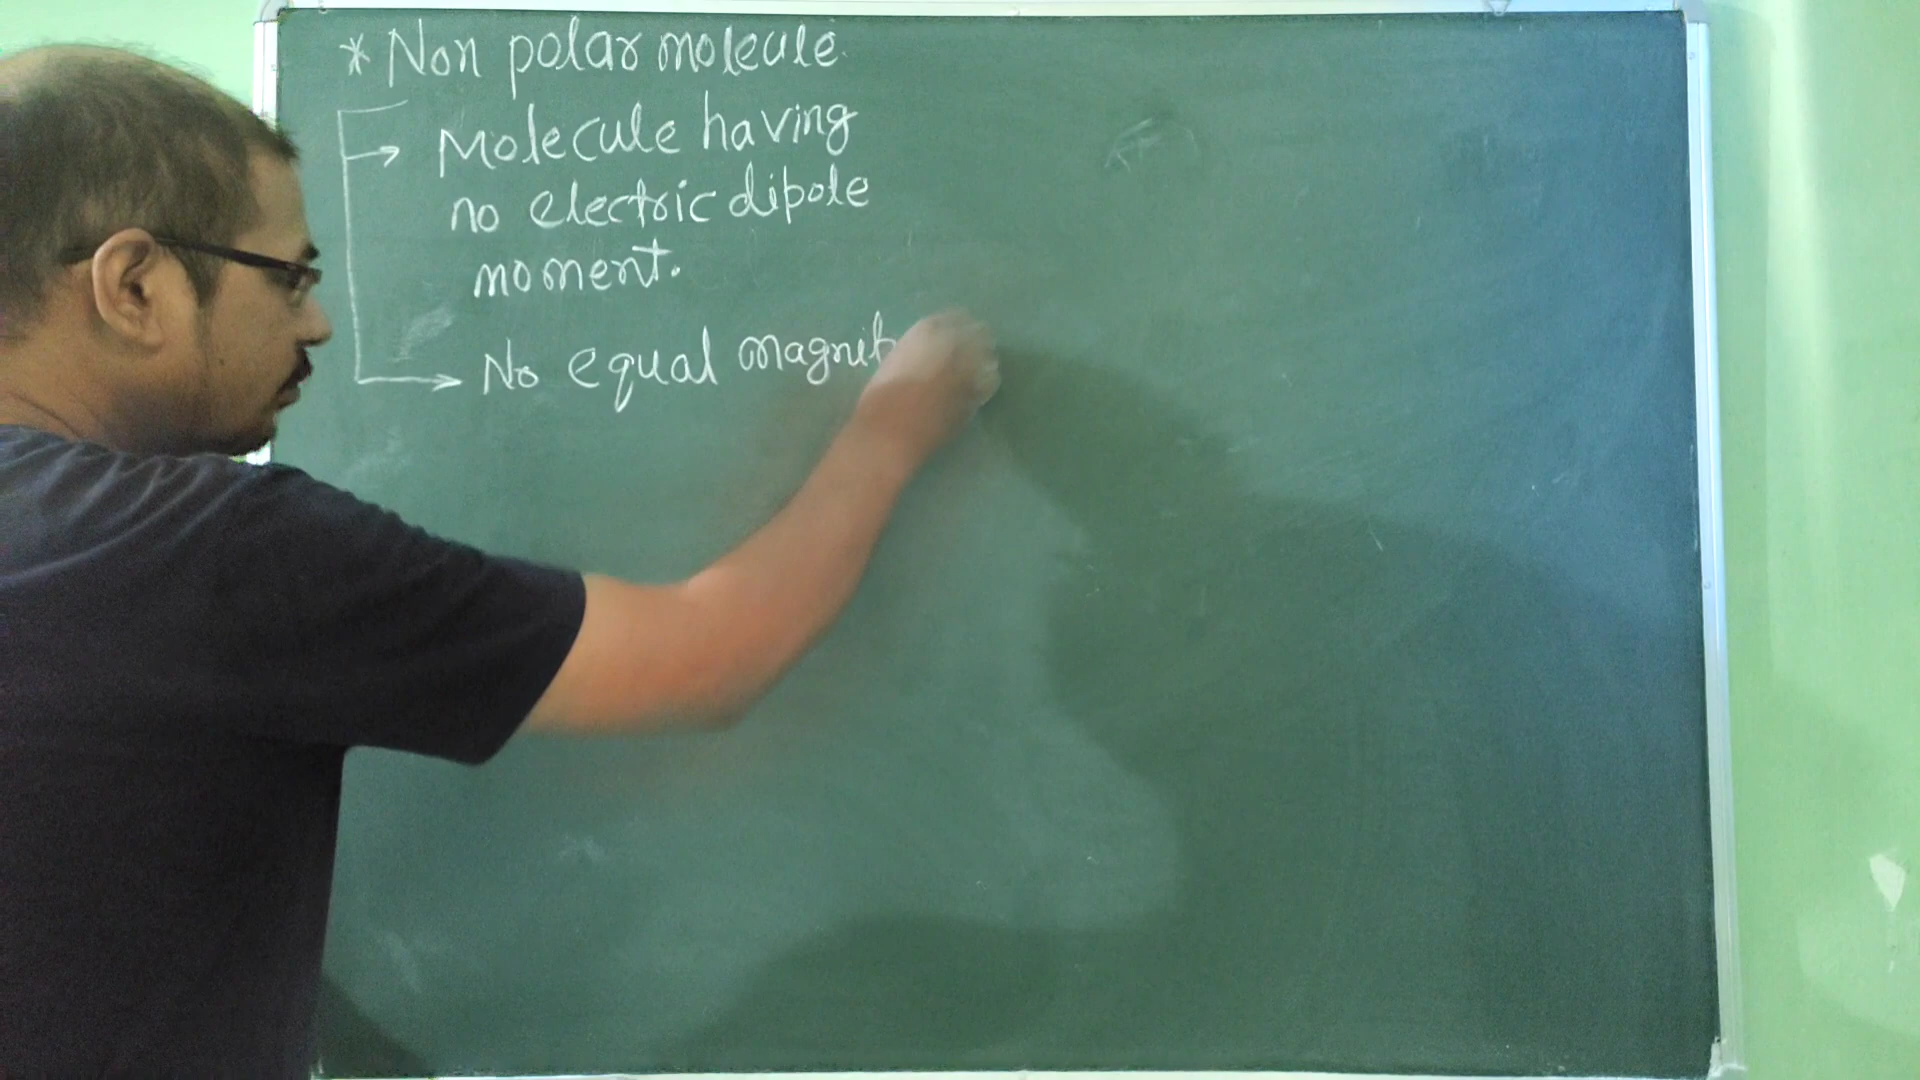 * Non polar molecule.
→ Molecule having
no electric dipole
moment.
→ No equal magnit